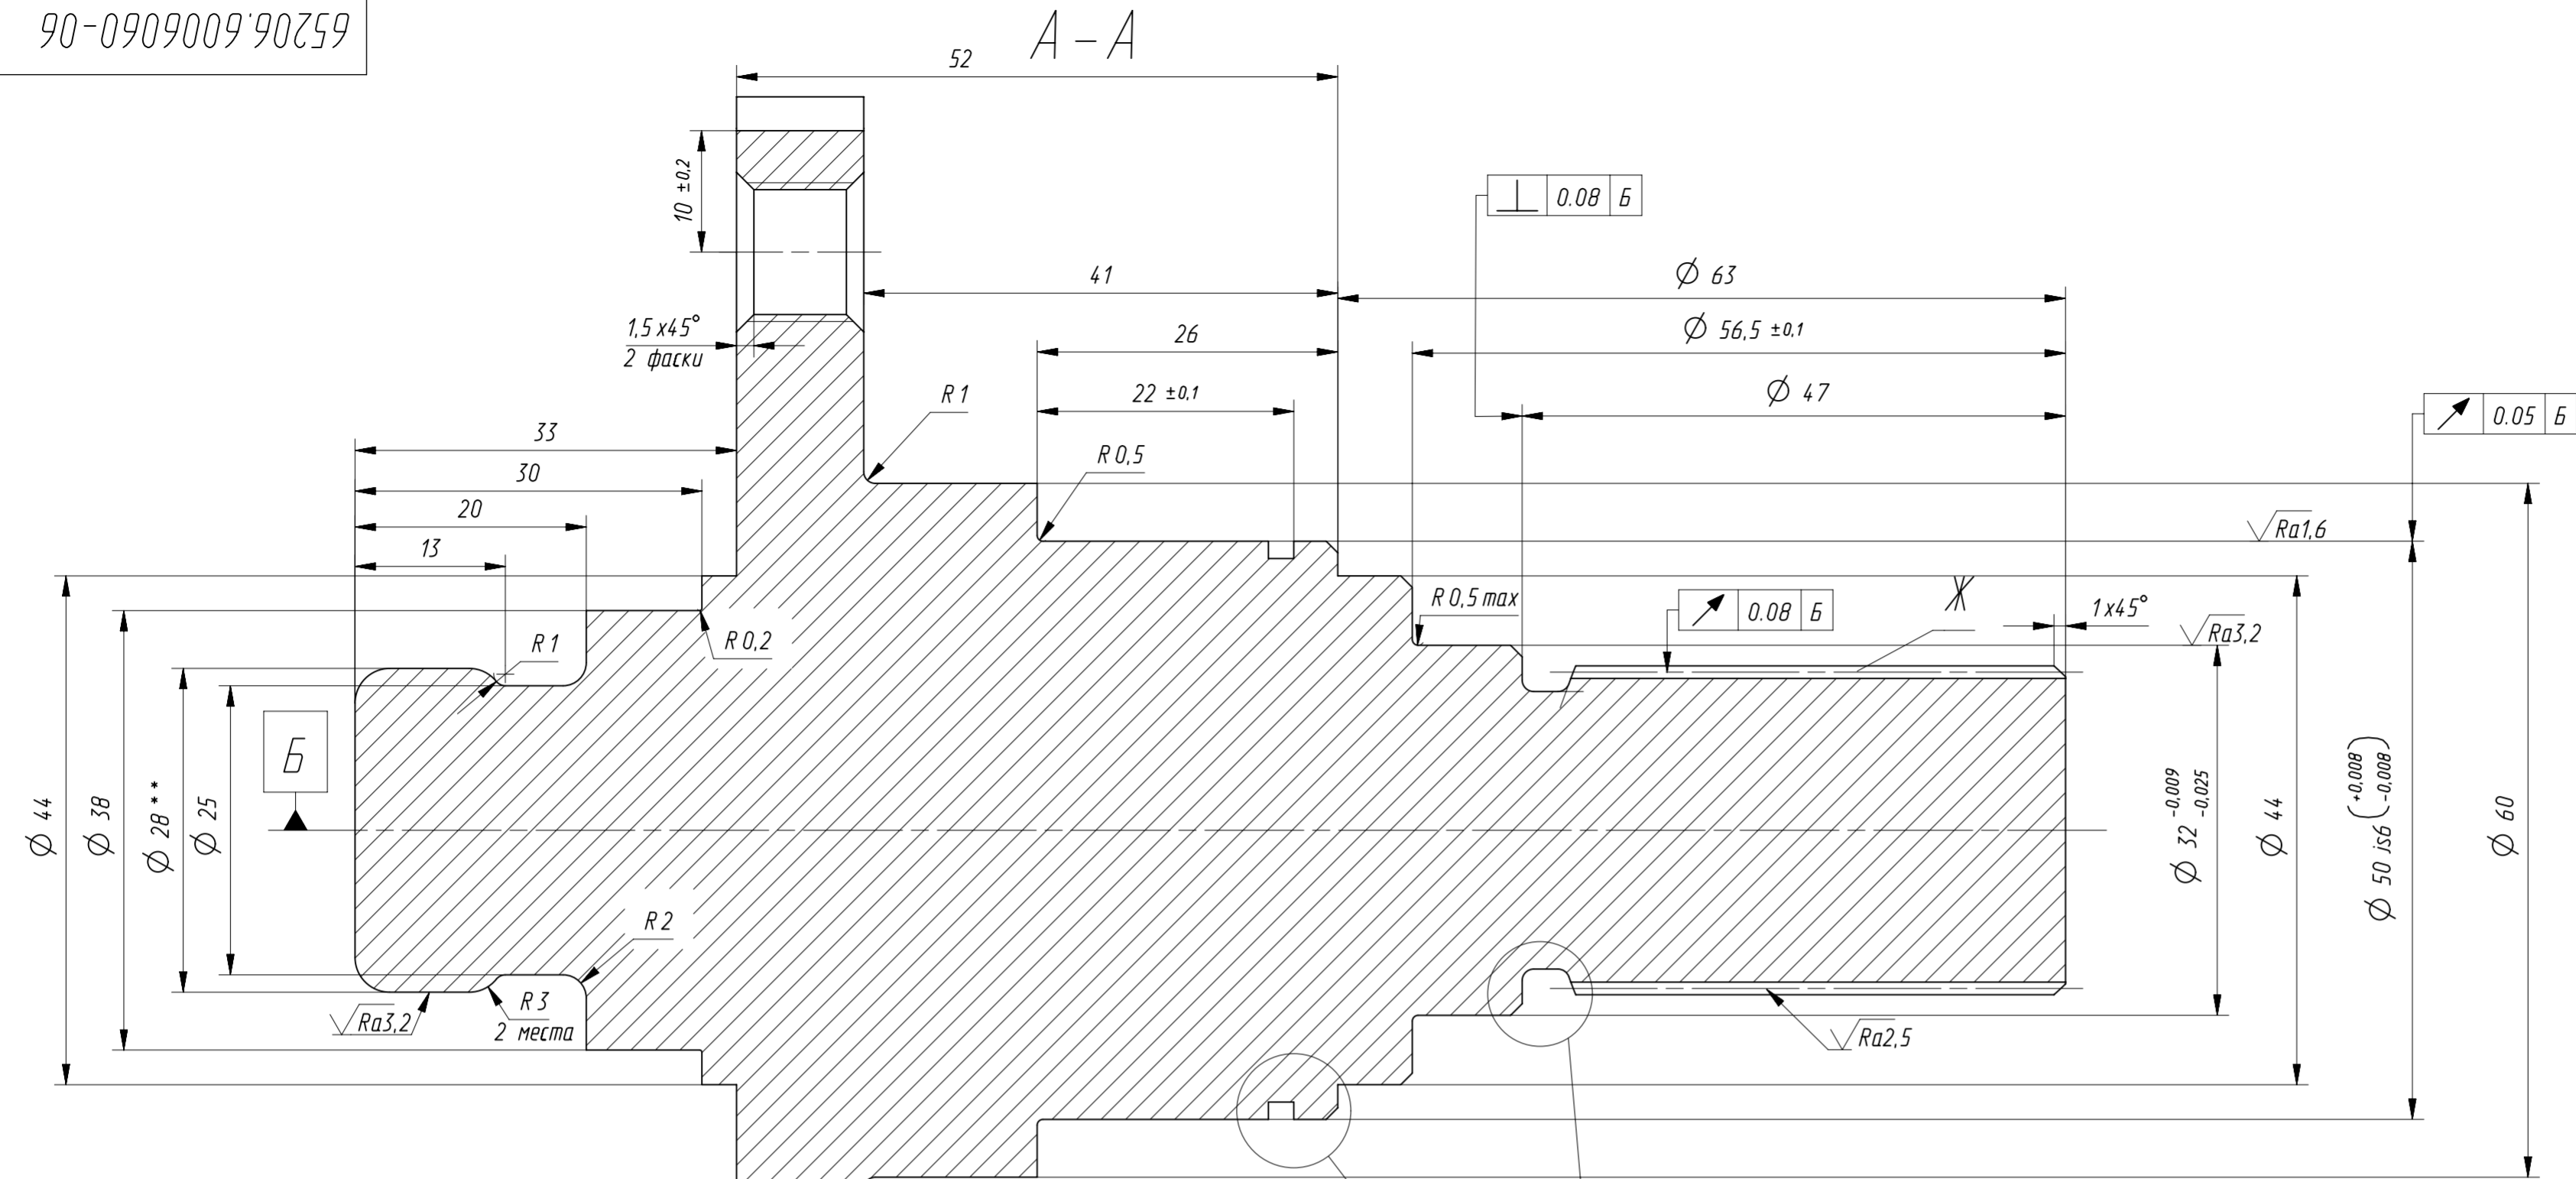 65206.6006060-06
А-А
52
10 ±0,2
⊥ 0.08 Б
41
Ø 63
1,5x45°
2 фаски
26
Ø 56,5 ±0,1
R 1
22 ±0,1
Ø 47
0.05 Б
33
R 0,5
30
20
Ra1,6
13
R 0,5 max
0.08 Б
Ж
1x45°
Ra3,2
R 1
R 0,2
Б
Ø 44
Ø 38
Ø 28**
Ø 25
Ø 32 -0,009 -0,025
Ø 44
Ø 50 js6 (+0,008 -0,008)
Ø 60
R 2
R 3
2 места
Ra3,2
Ra2,5